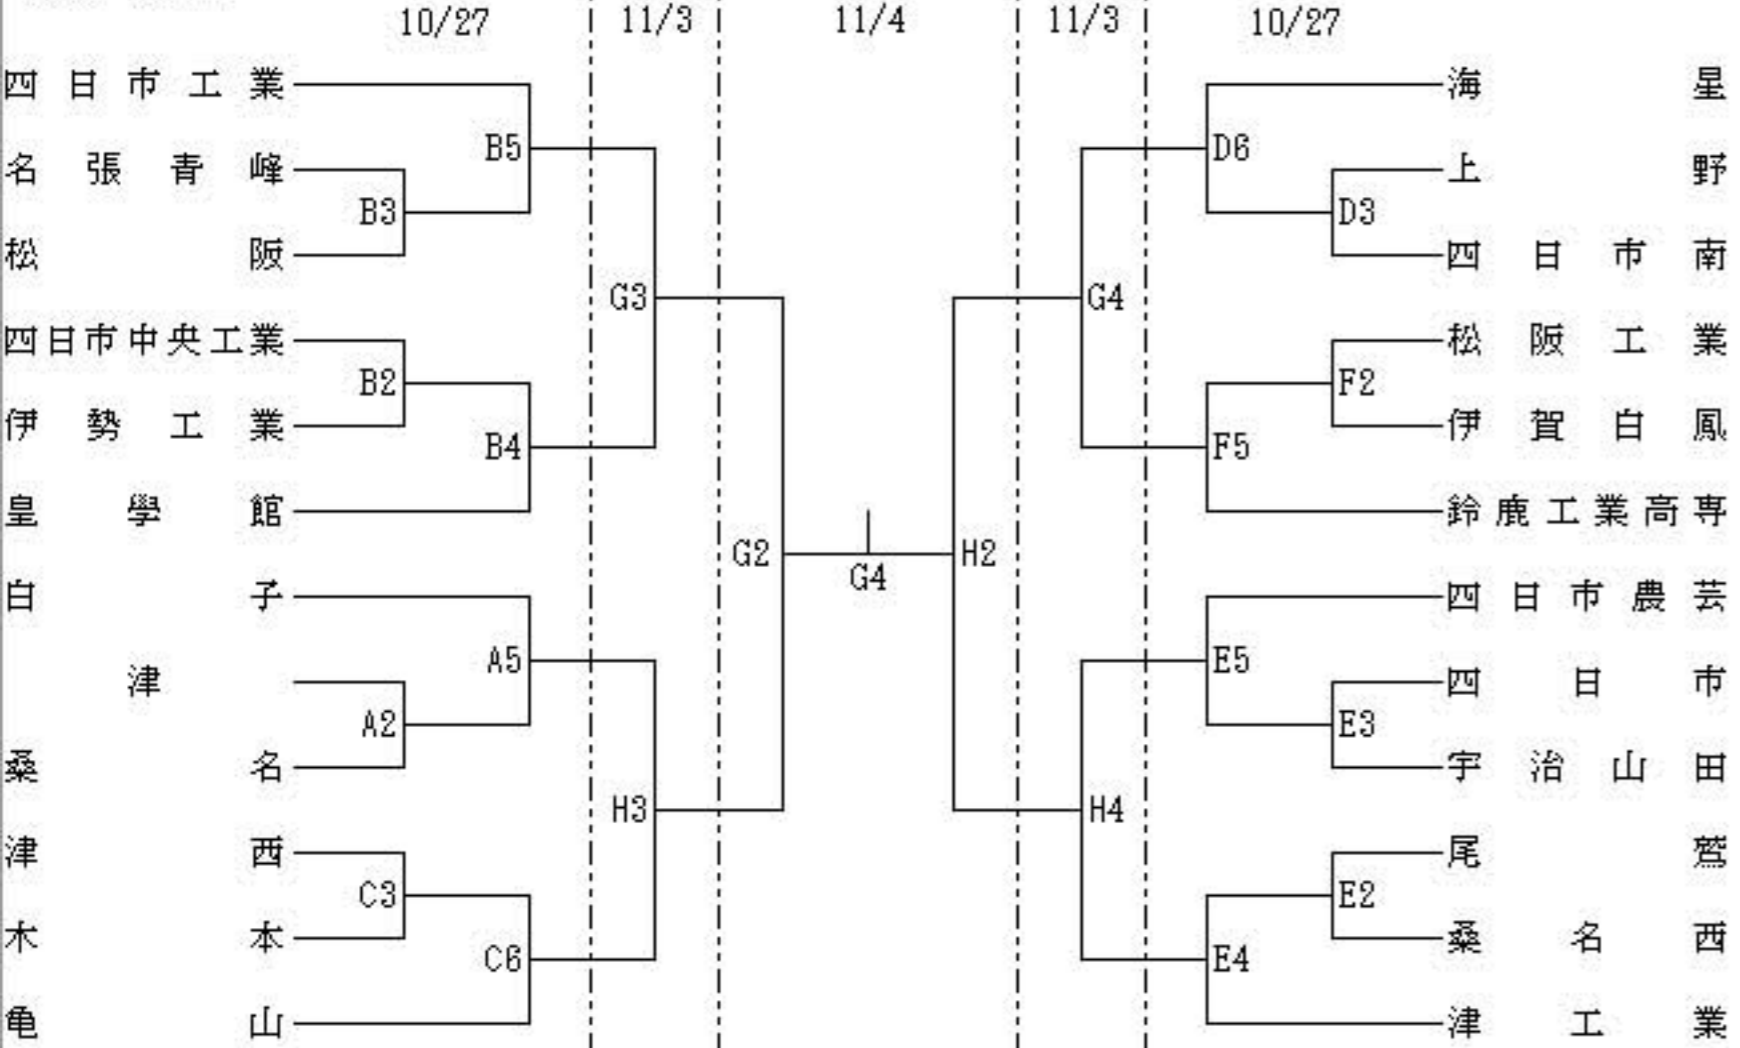 10/27 11/3 11/4 11/3 10/27
四日市工業 海星
B5 D6
名張青峰 上野
B3 D3
松阪 四日市南
G3 G4
四日市中央工業 松阪工業
B2 F2
伊勢工業 伊賀白鳳
B4 F5
皇學館 鈴鹿工業高専
G2 H2
G4
白子 四日市農芸
A5 E5
津 四日市
A2 E3
桑名 宇治山田
H3 H4
津西 尾鷲
C3 E2
木本 桑名西
C6 E4
亀山 津工業